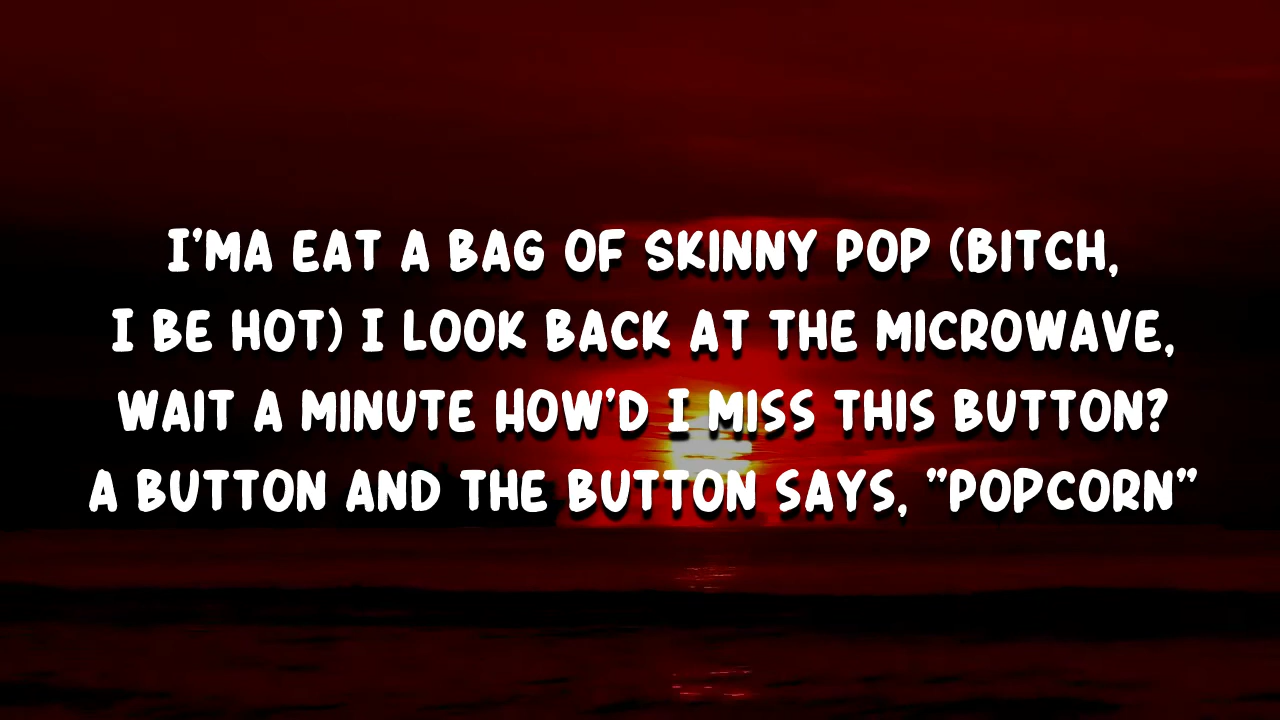 I'MA EAT A BAG OF SKINNY POP (BITCH,
I BE HOT) I LOOK BACK AT THE MICROWAVE,
WAIT A MINUTE HOW'D I MISS THIS BUTTON?
A BUTTON AND THE BUTTON SAYS, "POPCORN"